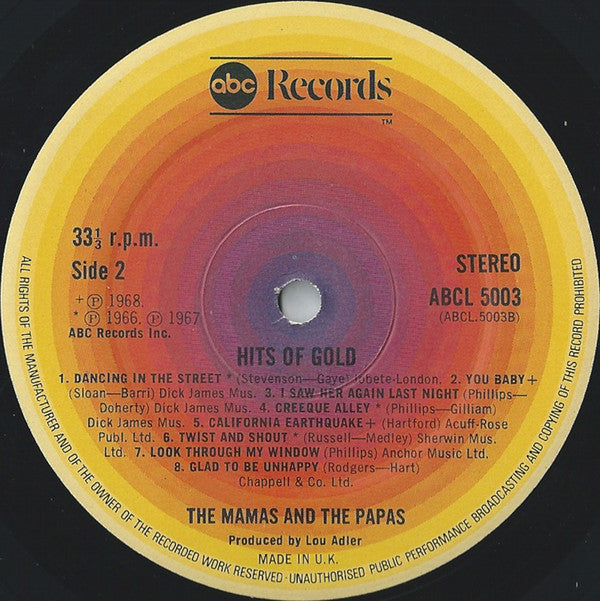 abc Records
TM
33⅓ r.p.m.
Side 2
+ ℗ 1968.
* ℗ 1966, ℗ 1967
ABC Records Inc.
STEREO
ABCL 5003
(ABCL.5003B)
HITS OF GOLD
1. DANCING IN THE STREET * (Stevenson—Gaye) Jobete-London. 2. YOU BABY+
(Sloan—Barri) Dick James Mus. 3. I SAW HER AGAIN LAST NIGHT (Phillips-
Doherty) Dick James Mus. 4. CREEQUE ALLEY * (Phillips—Gilliam)
Dick James Mus. 5. CALIFORNIA EARTHQUAKE+ (Hartford) Acuff-Rose
Publ. Ltd. 6. TWIST AND SHOUT * (Russell—Medley) Sherwin Mus.
Ltd. 7. LOOK THROUGH MY WINDOW (Phillips) Anchor Music Ltd.
8. GLAD TO BE UNHAPPY (Rodgers—Hart)
Chappell & Co. Ltd.
THE MAMAS AND THE PAPAS
Produced by Lou Adler
MADE IN U.K.
ALL RIGHTS OF THE MANUFACTURER AND OF THE OWNER OF THE RECORDED WORK RESERVED · UNAUTHORISED PUBLIC PERFORMANCE BROADCASTING AND COPYING OF THIS RECORD PROHIBITED